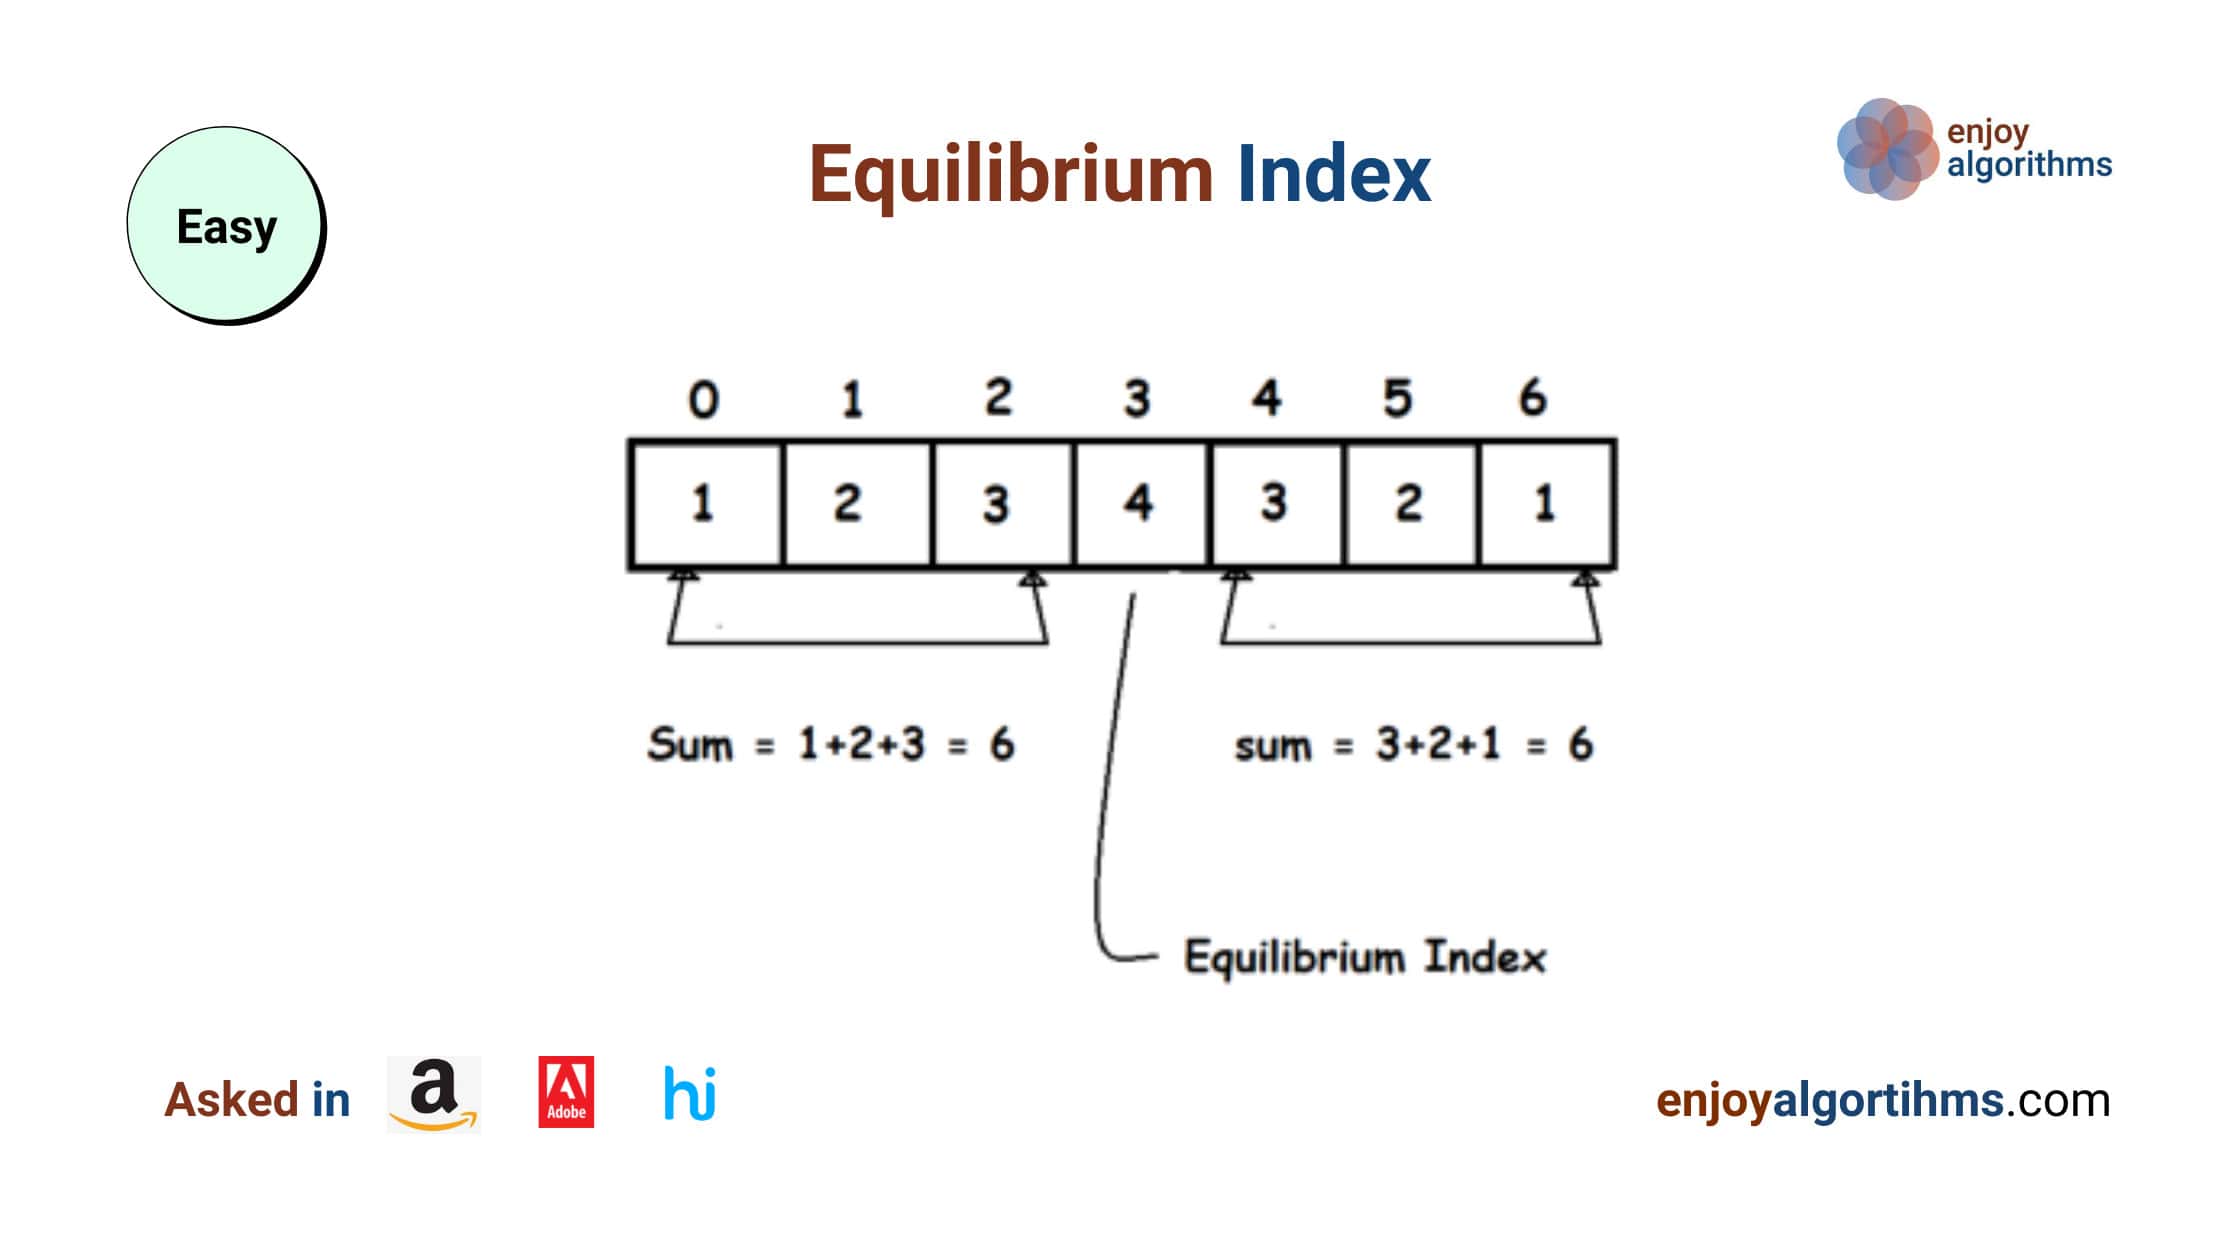 Easy
Equilibrium Index
enjoy
algorithms
0 1 2 3 4 5 6
1 2 3 4 3 2 1
Sum = 1+2+3 = 6 sum = 3+2+1 = 6
Equilibrium Index
Asked in a Adobe hi
enjoyalgortihms.com